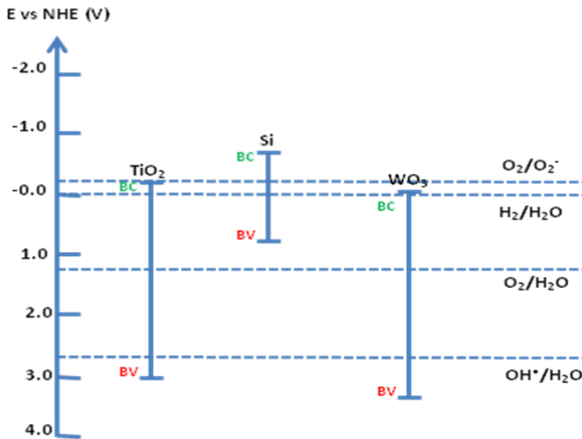 E vs NHE (V)
-2.0
-1.0
Si
BC
TiO₂
O₂/O₂⁻
BC
WO₃
-0.0
BC
H₂/H₂O
BV
1.0
O₂/H₂O
2.0
BV
3.0
OH•/H₂O
BV
4.0